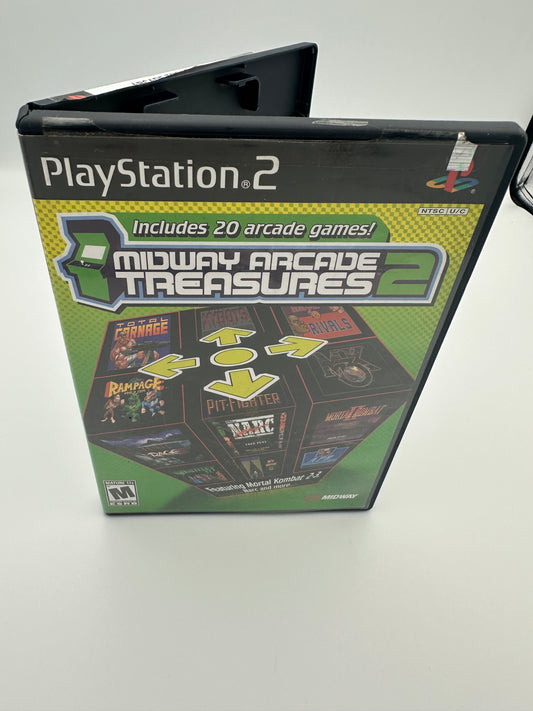 PlayStation®2
NTSC U/C
Includes 20 arcade games!
MIDWAY ARCADE
TREASURES 2
TOTAL
CARNAGE
RIVALS
RAMPAGE
PIT-FIGHTER
NARC
MORTAL KOMBAT
Featuring Mortal Kombat 2-3
Narc and more
MATURE 17+
M
ESRB
MIDWAY